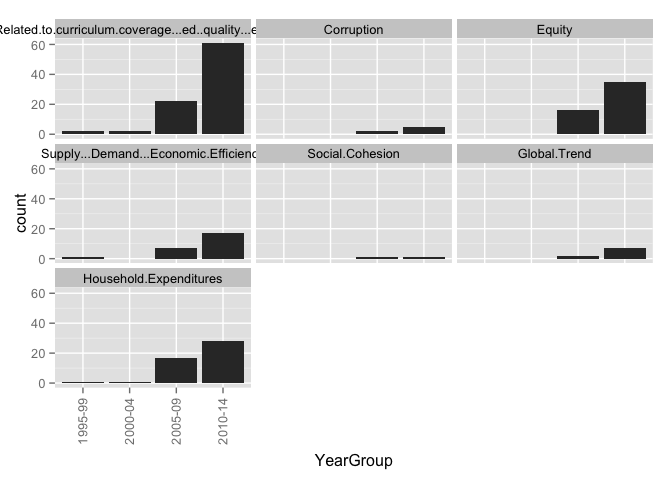 Related.to.curriculum.coverage...ed..quality...e
Corruption
Equity
60
40
20
0
Supply...Demand...Economic.Efficienc
Social.Cohesion
Global.Trend
60
40
20
0
Household.Expenditures
60
40
20
0
count
1995-99
2000-04
2005-09
2010-14
YearGroup